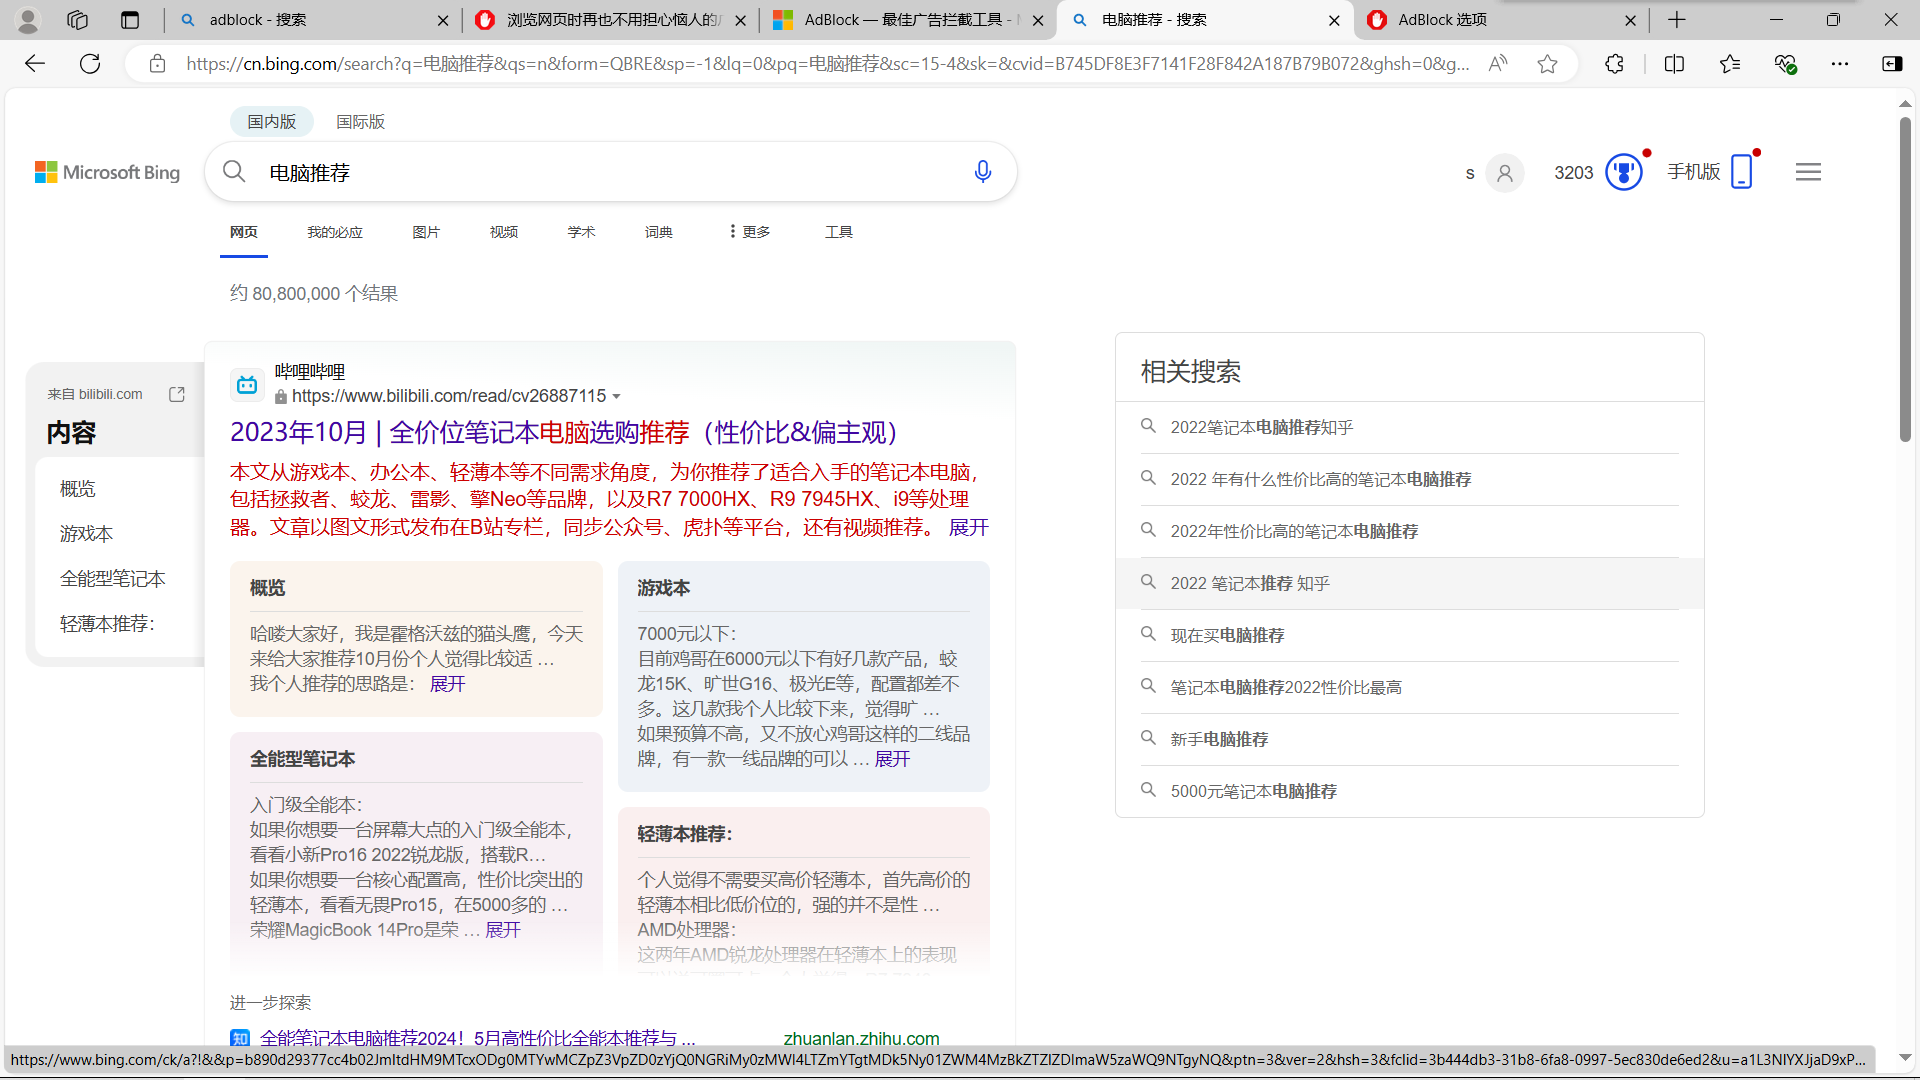 adblock - 搜索
浏览网页时再也不用担心恼人的
AdBlock — 最佳广告拦截工具 -
电脑推荐 - 搜索
AdBlock 选项
https://cn.bing.com/search?q=电脑推荐&qs=n&form=QBRE&sp=-1&lq=0&pq=电脑推荐&sc=15-4&sk=&cvid=B745DF8E3F7141F28F842A187B79B072&ghsh=0&g...
国内版
国际版
Microsoft Bing
电脑推荐
s
3203
手机版
网页
我的必应
图片
视频
学术
词典
更多
工具
约 80,800,000 个结果
来自 bilibili.com
内容
概览
游戏本
全能型笔记本
轻薄本推荐：
哔哩哔哩
https://www.bilibili.com/read/cv26887115
2023年10月 | 全价位笔记本电脑选购推荐（性价比&偏主观）
本文从游戏本、办公本、轻薄本等不同需求角度，为你推荐了适合入手的笔记本电脑，
包括拯救者、蛟龙、雷影、擎Neo等品牌，以及R7 7000HX、R9 7945HX、i9等处理
器。文章以图文形式发布在B站专栏，同步公众号、虎扑等平台，还有视频推荐。 展开
概览
哈喽大家好，我是霍格沃兹的猫头鹰，今天
来给大家推荐10月份个人觉得比较适 …
我个人推荐的思路是： 展开
游戏本
7000元以下：
目前鸡哥在6000元以下有好几款产品，蛟
龙15K、旷世G16、极光E等，配置都差不
多。这几款我个人比较下来，觉得旷 …
如果预算不高，又不放心鸡哥这样的二线品
牌，有一款一线品牌的可以 … 展开
全能型笔记本
入门级全能本：
如果你想要一台屏幕大点的入门级全能本，
看看小新Pro16 2022锐龙版，搭载R…
如果你想要一台核心配置高，性价比突出的
轻薄本，看看无畏Pro15，在5000多的 …
荣耀MagicBook 14Pro是荣 … 展开
轻薄本推荐：
个人觉得不需要买高价轻薄本，首先高价的
轻薄本相比低价位的，强的并不是性 …
AMD处理器：
这两年AMD锐龙处理器在轻薄本上的表现
进一步探索
知 全能笔记本电脑推荐2024！5月高性价比全能本推荐与 ...
zhuanlan.zhihu.com
相关搜索
2022笔记本电脑推荐知乎
2022 年有什么性价比高的笔记本电脑推荐
2022年性价比高的笔记本电脑推荐
2022 笔记本推荐 知乎
现在买电脑推荐
笔记本电脑推荐2022性价比最高
新手电脑推荐
5000元笔记本电脑推荐
https://www.bing.com/ck/a?!&&p=b890d29377cc4b02JmltdHM9MTcxODg0MTYwMCZpZ3VpZD0zYjQ0NGRiMy0zMWI4LTZmYTgtMDk5Ny01ZWM4MzBkZTZlZDImaW5zaWQ9NTgyNQ&ptn=3&ver=2&hsh=3&fclid=3b444db3-31b8-6fa8-0997-5ec830de6ed2&u=a1L3NlYXJjaD9xP...